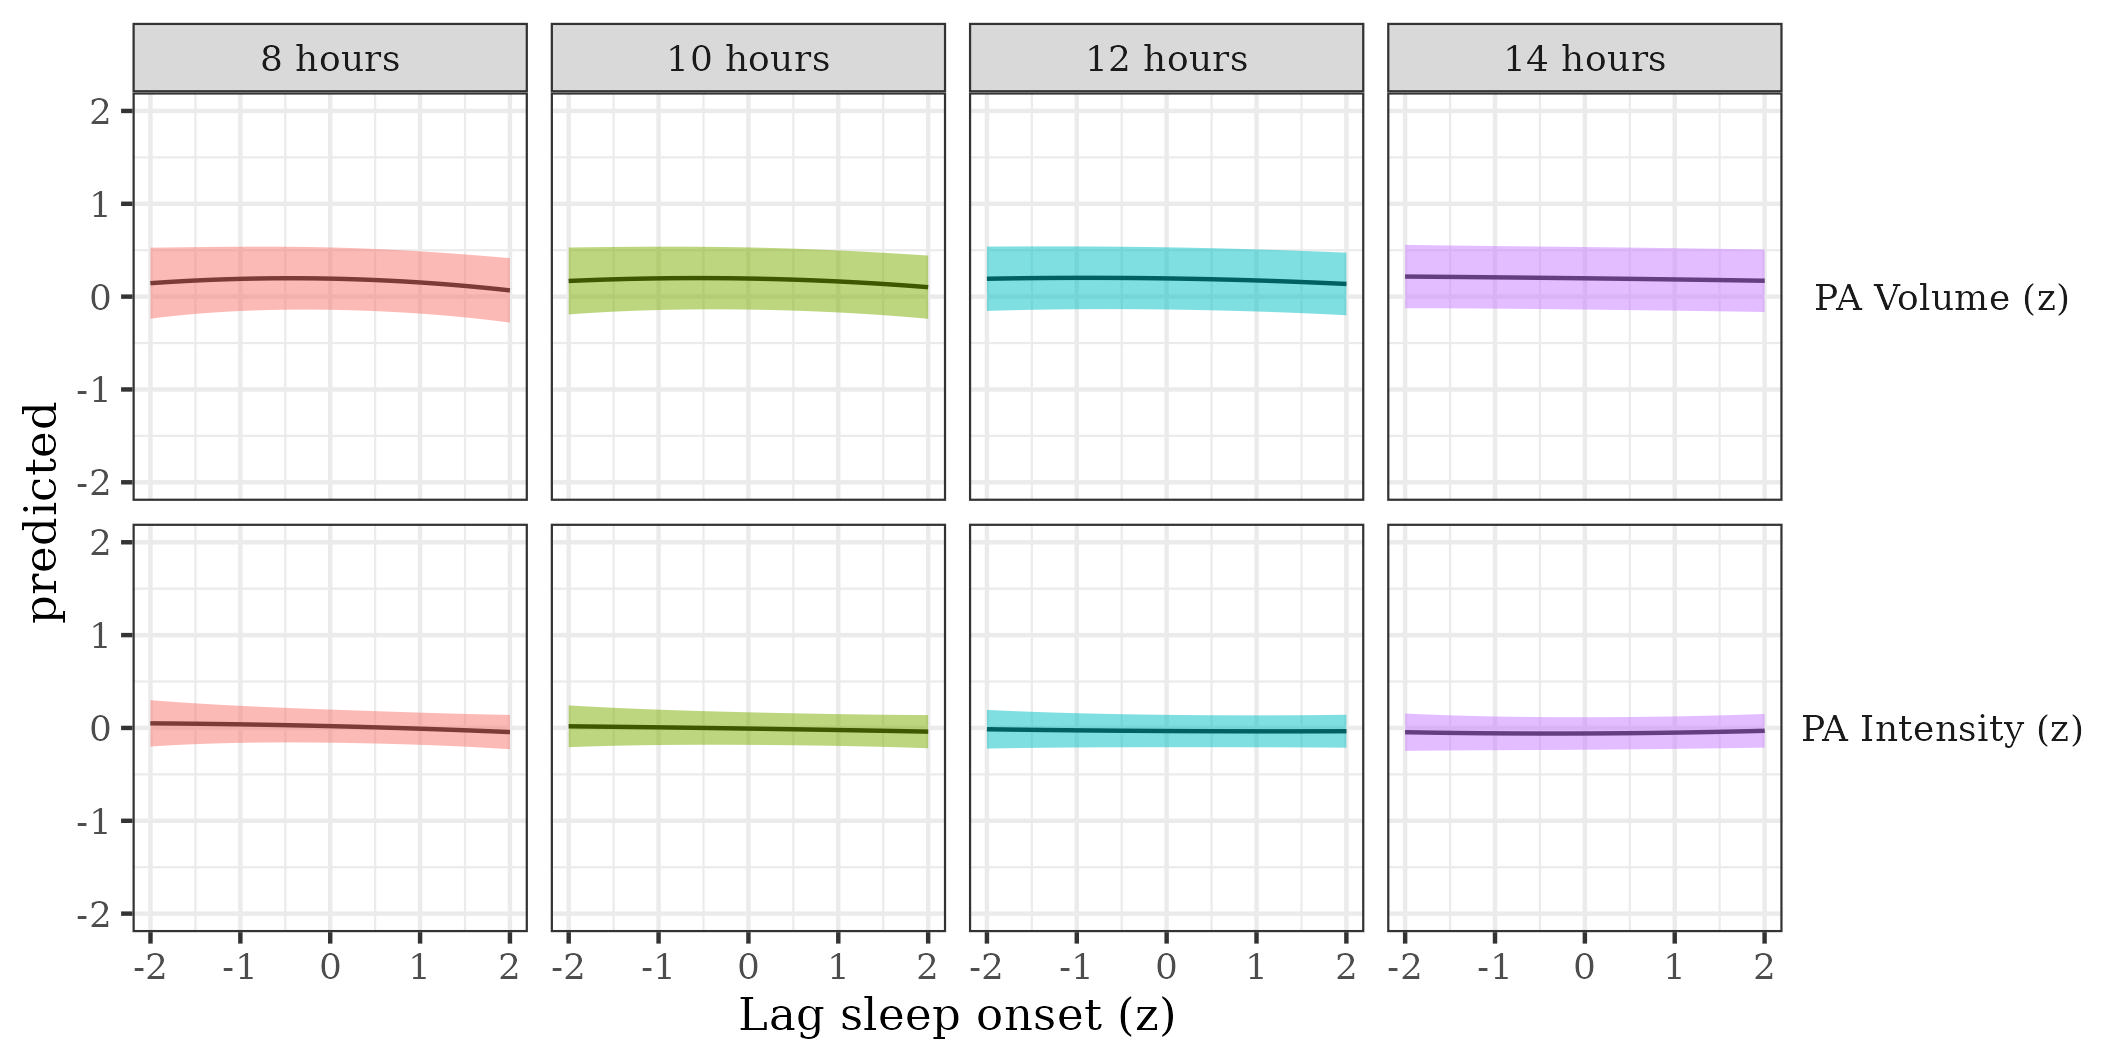 8 hours
10 hours
12 hours
14 hours
2
1
0
-1
-2
PA Volume (z)
predicted
2
1
0
-1
-2
PA Intensity (z)
-2 -1 0 1 2
-2 -1 0 1 2
-2 -1 0 1 2
-2 -1 0 1 2
Lag sleep onset (z)